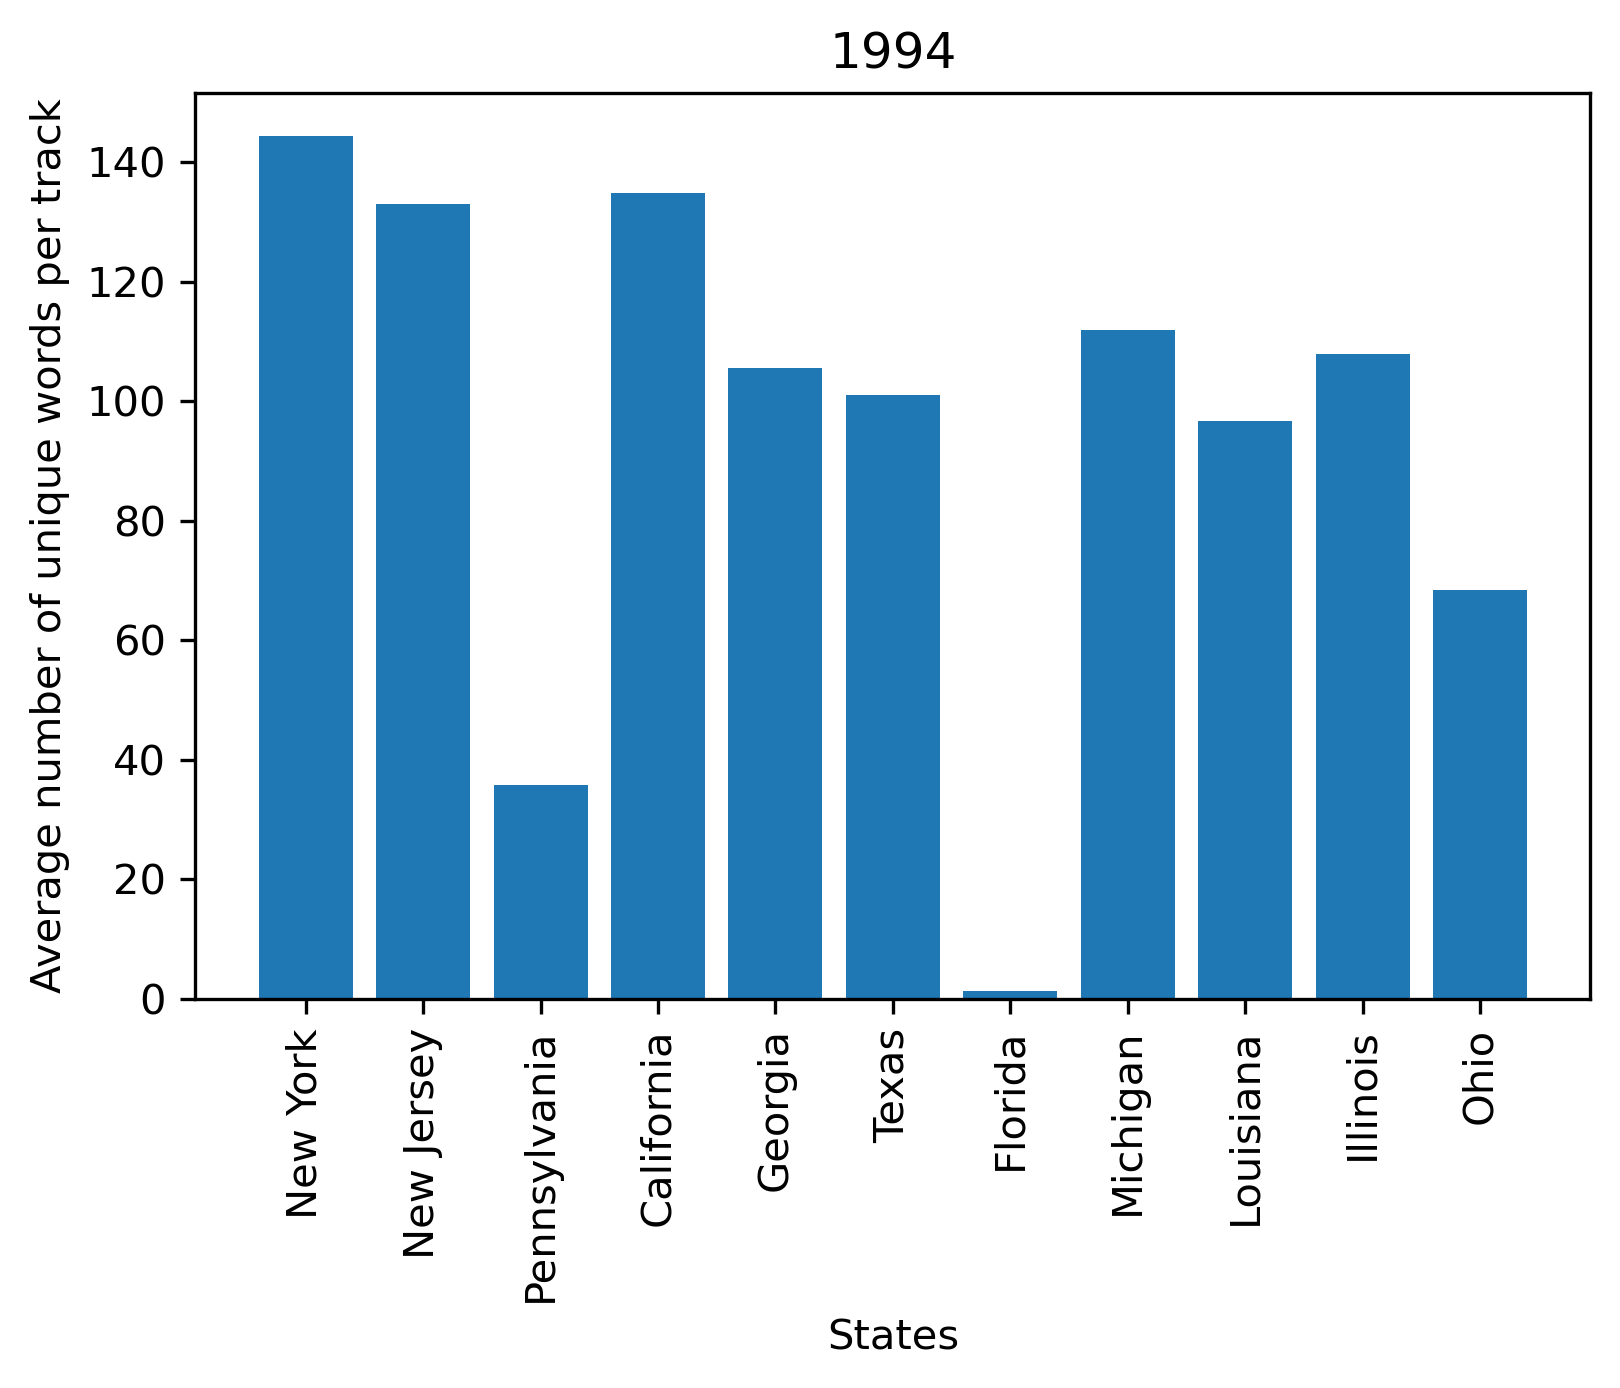 1994
Average number of unique words per track
140
120
100
80
60
40
20
0
New York
New Jersey
Pennsylvania
California
Georgia
Texas
Florida
Michigan
Louisiana
Illinois
Ohio
States